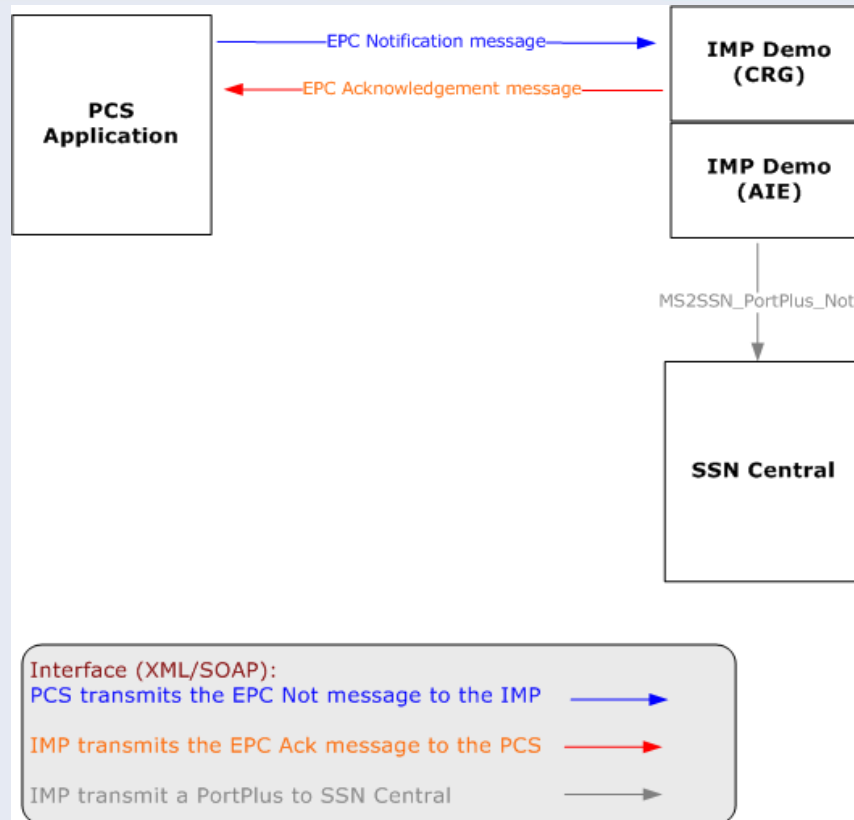 EPC Notification message
IMP Demo
(CRG)
EPC Acknowledgement message
PCS
Application
IMP Demo
(AIE)
MS2SSN_PortPlus_Not
SSN Central
Interface (XML/SOAP):
PCS transmits the EPC Not message to the IMP
IMP transmits the EPC Ack message to the PCS
IMP transmit a PortPlus to SSN Central